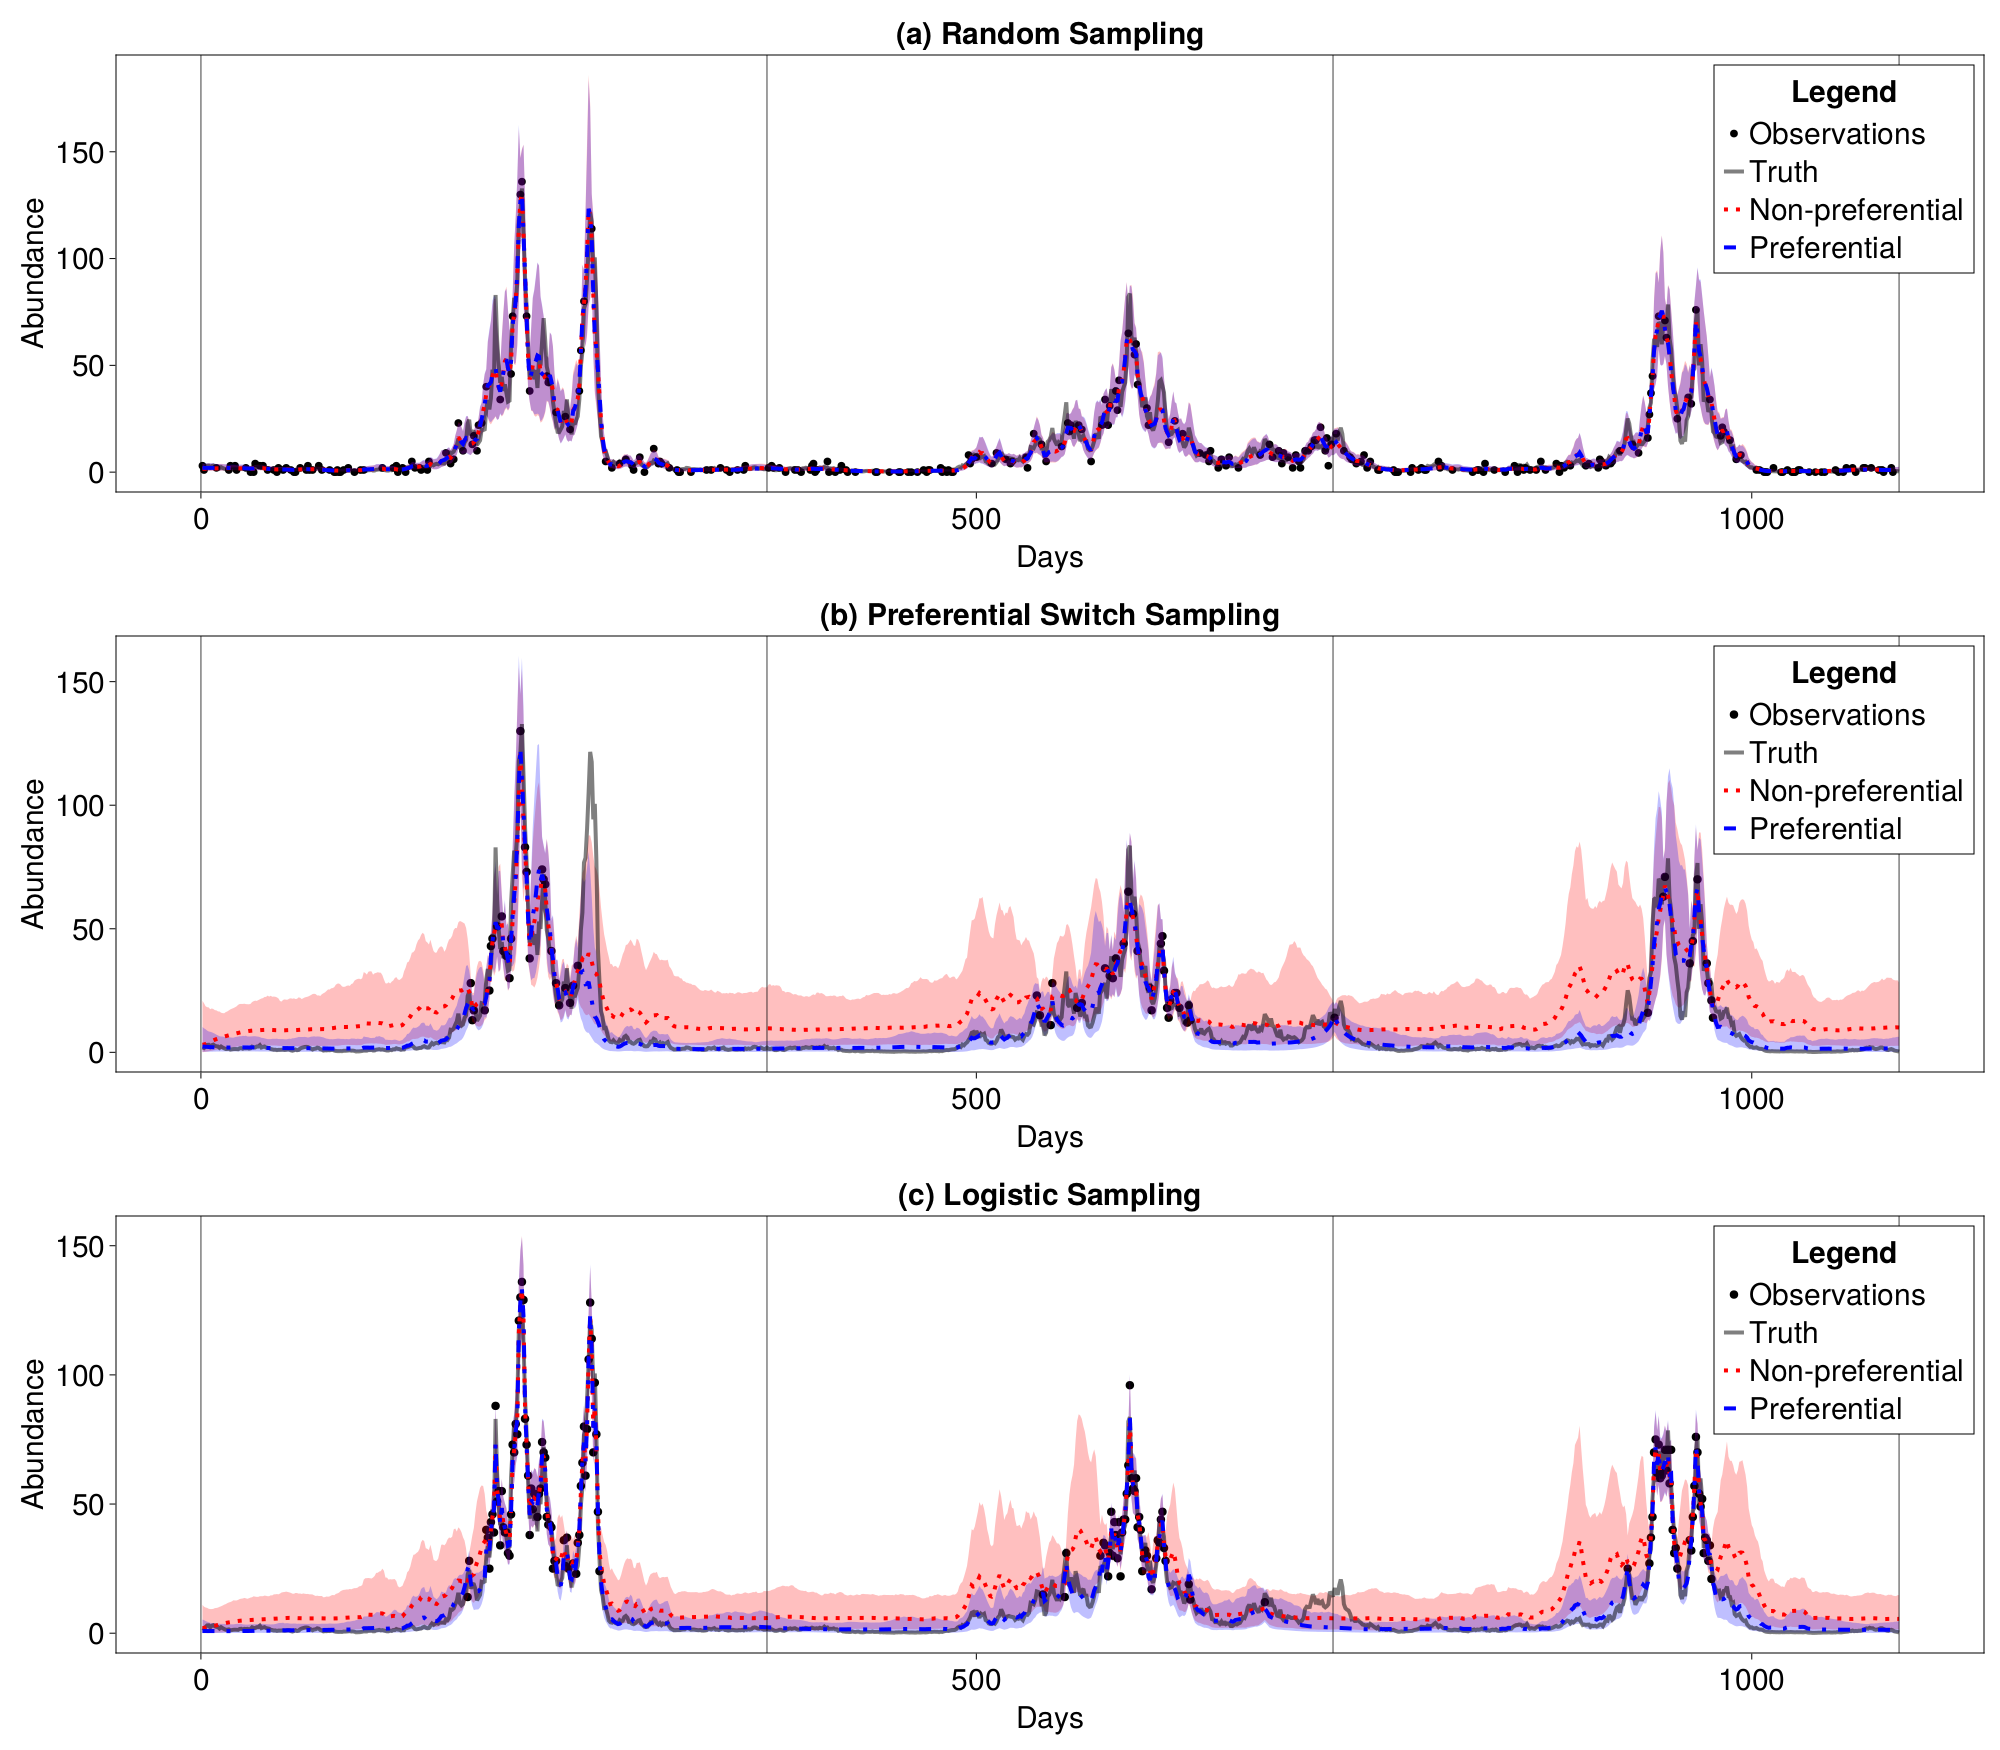 (a) Random Sampling
Abundance
150
100
50
0
0 500 1000
Days
Legend
Observations
Truth
Non-preferential
Preferential
(b) Preferential Switch Sampling
Abundance
150
100
50
0
0 500 1000
Days
Legend
Observations
Truth
Non-preferential
Preferential
(c) Logistic Sampling
Abundance
150
100
50
0
0 500 1000
Days
Legend
Observations
Truth
Non-preferential
Preferential